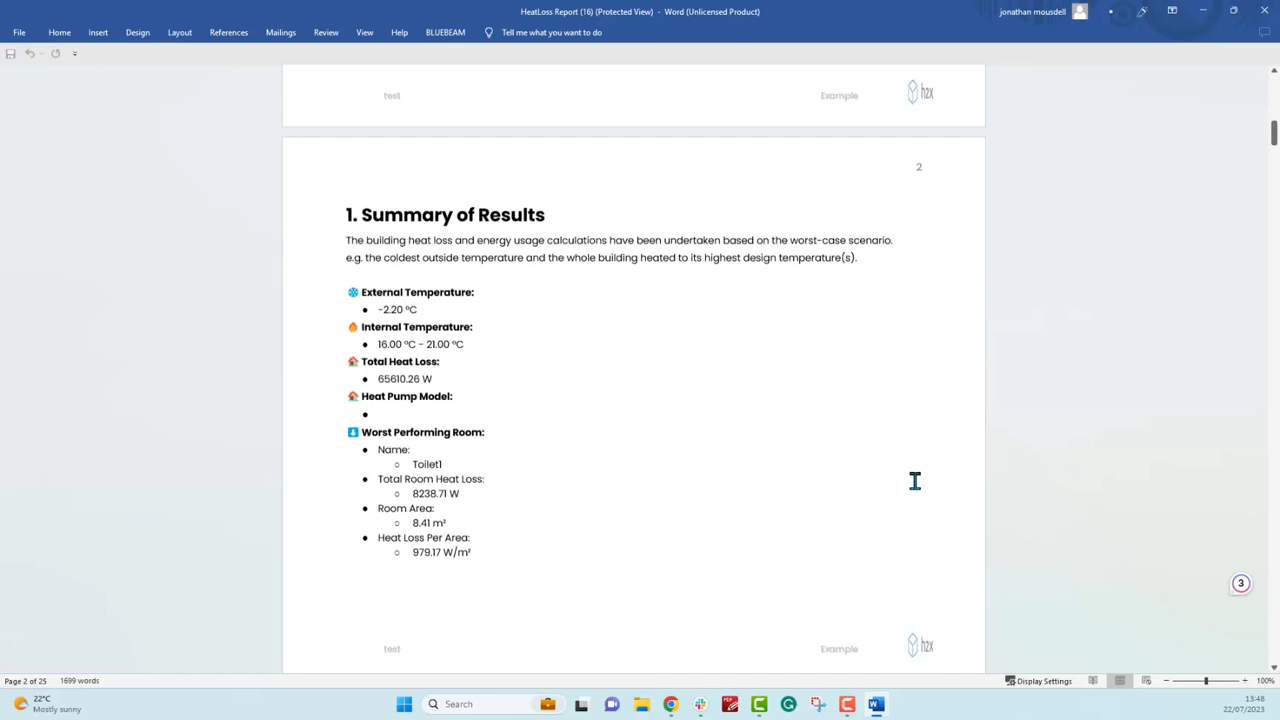 HeatLoss Report (16) (Protected View) - Word (Unlicensed Product)
jonathan mousdell
File Home Insert Design Layout References Mailings Review View Help BLUEBEAM Tell me what you want to do
test Example h2x
2
1. Summary of Results
The building heat loss and energy usage calculations have been undertaken based on the worst-case scenario.
e.g. the coldest outside temperature and the whole building heated to its highest design temperature(s).
External Temperature:
● -2.20 °C
Internal Temperature:
● 16.00 °C - 21.00 °C
Total Heat Loss:
● 65610.26 W
Heat Pump Model:
●
Worst Performing Room:
● Name:
○ Toilet1
● Total Room Heat Loss:
○ 8238.71 W
● Room Area:
○ 8.41 m²
● Heat Loss Per Area:
○ 979.17 W/m²
3
test Example h2x
Page 2 of 25 1699 words Display Settings 100%
22°C
Mostly sunny
Search
13:48
22/07/2023